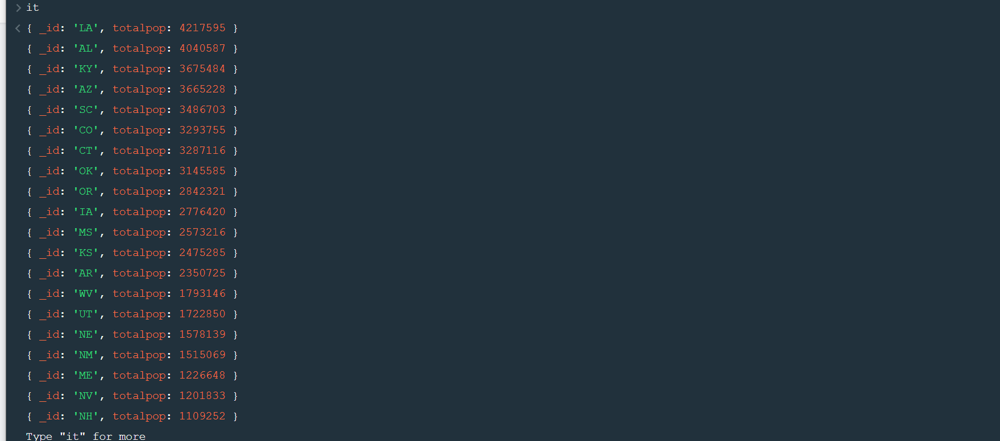 > it
< { _id: 'LA', totalpop: 4217595 }
{ _id: 'AL', totalpop: 4040587 }
{ _id: 'KY', totalpop: 3675484 }
{ _id: 'AZ', totalpop: 3665228 }
{ _id: 'SC', totalpop: 3486703 }
{ _id: 'CO', totalpop: 3293755 }
{ _id: 'CT', totalpop: 3287116 }
{ _id: 'OK', totalpop: 3145585 }
{ _id: 'OR', totalpop: 2842321 }
{ _id: 'IA', totalpop: 2776420 }
{ _id: 'MS', totalpop: 2573216 }
{ _id: 'KS', totalpop: 2475285 }
{ _id: 'AR', totalpop: 2350725 }
{ _id: 'WV', totalpop: 1793146 }
{ _id: 'UT', totalpop: 1722850 }
{ _id: 'NE', totalpop: 1578139 }
{ _id: 'NM', totalpop: 1515069 }
{ _id: 'ME', totalpop: 1226648 }
{ _id: 'NV', totalpop: 1201833 }
{ _id: 'NH', totalpop: 1109252 }
Type "it" for more